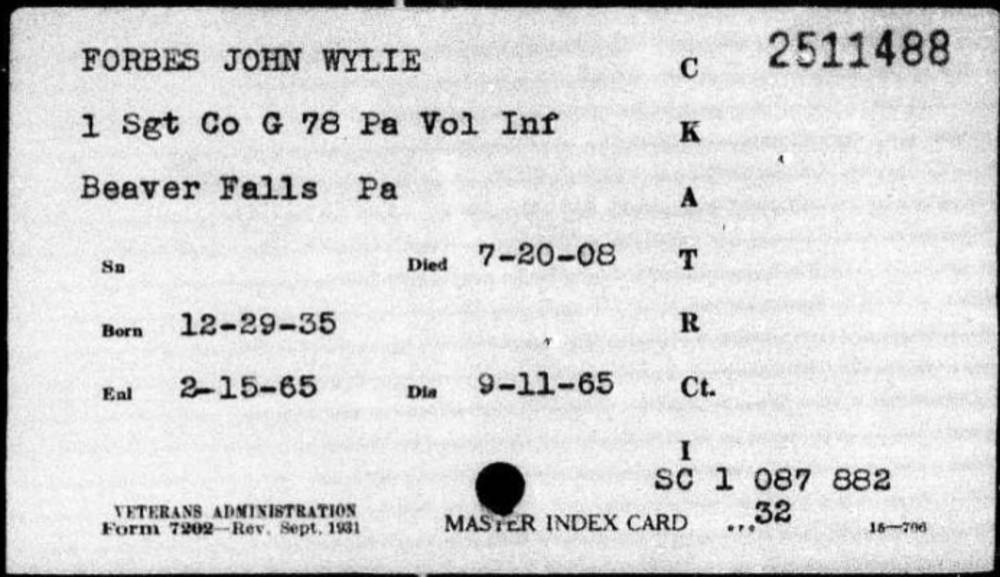 FORBES JOHN WYLIE C 2511488
1 Sgt Co G 78 Pa Vol Inf K
Beaver Falls Pa A
Sn Died 7-20-08 T
Born 12-29-35 R
Enl 2-15-65 Dis 9-11-65 Ct.
I
SC 1 087 882
VETERANS ADMINISTRATION
Form 7202—Rev. Sept. 1931 MASTER INDEX CARD ...32 16—706